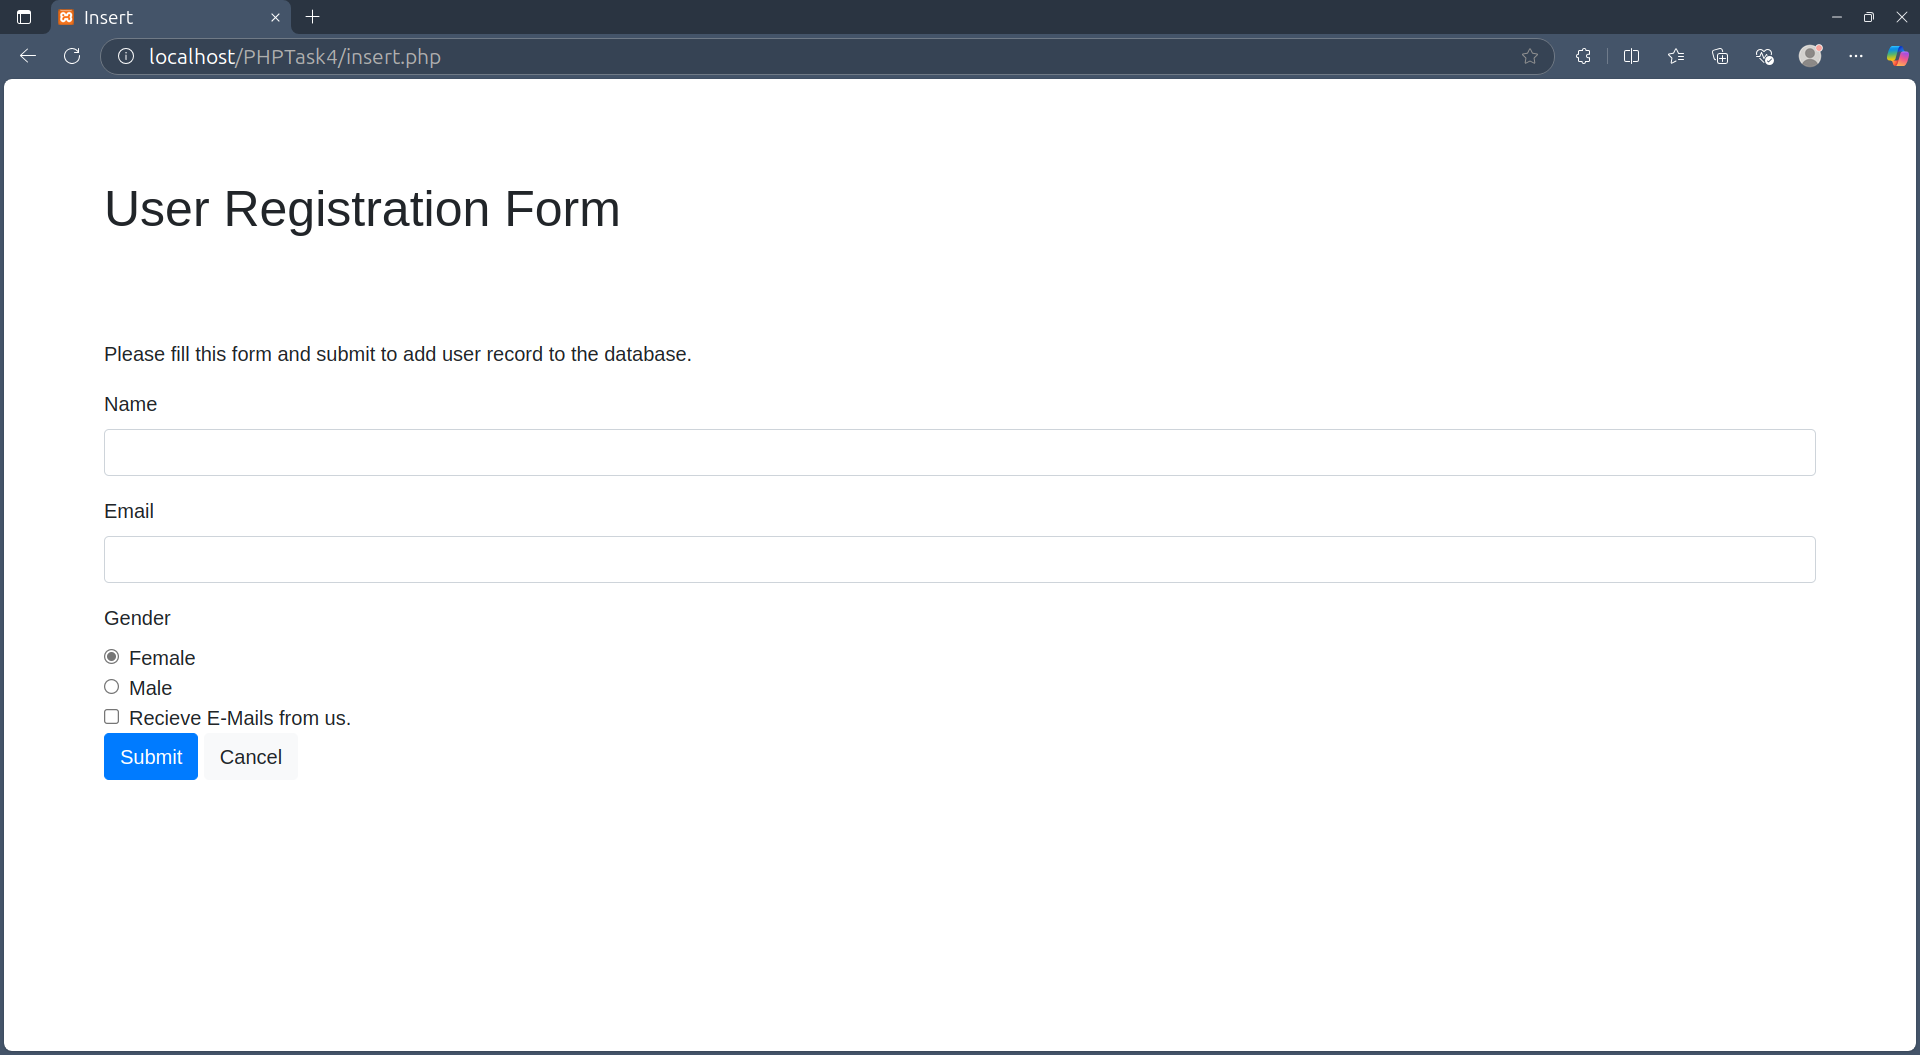 Insert
localhost/PHPTask4/insert.php
User Registration Form
Please fill this form and submit to add user record to the database.
Name
Email
Gender
Female
Male
Recieve E-Mails from us.
Submit Cancel